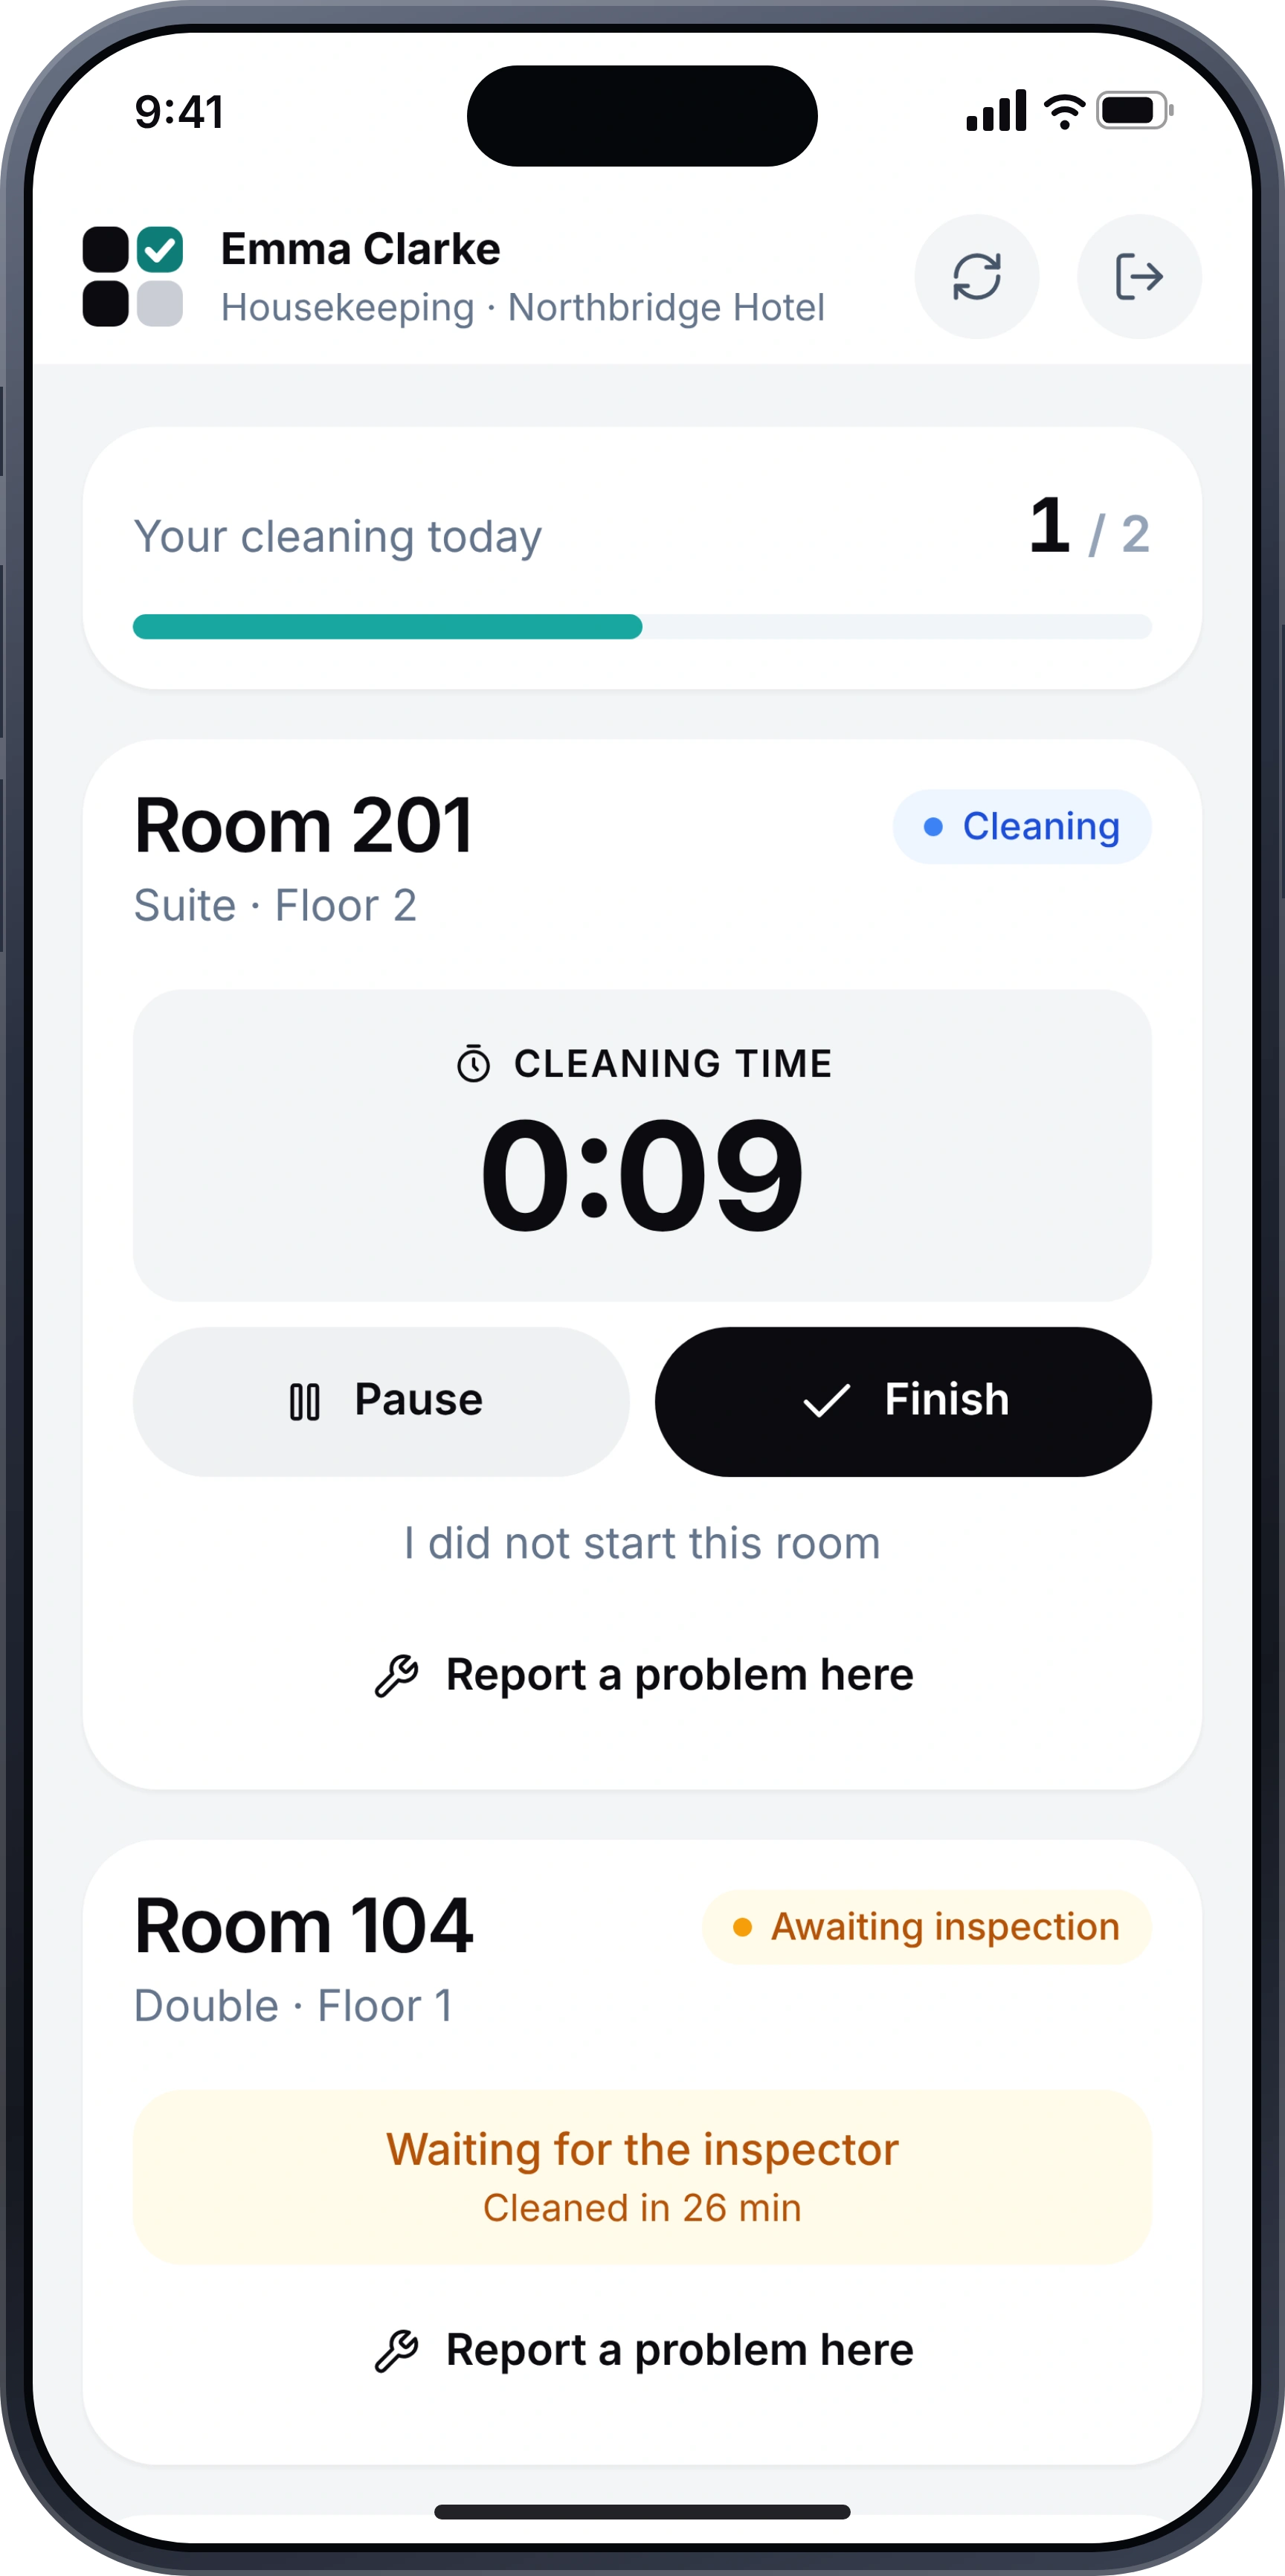 9:41
Emma Clarke
Housekeeping · Northbridge Hotel
Your cleaning today
1 / 2
Room 201
Cleaning
Suite · Floor 2
CLEANING TIME
0:09
Pause
Finish
I did not start this room
Report a problem here
Room 104
Awaiting inspection
Double · Floor 1
Waiting for the inspector
Cleaned in 26 min
Report a problem here